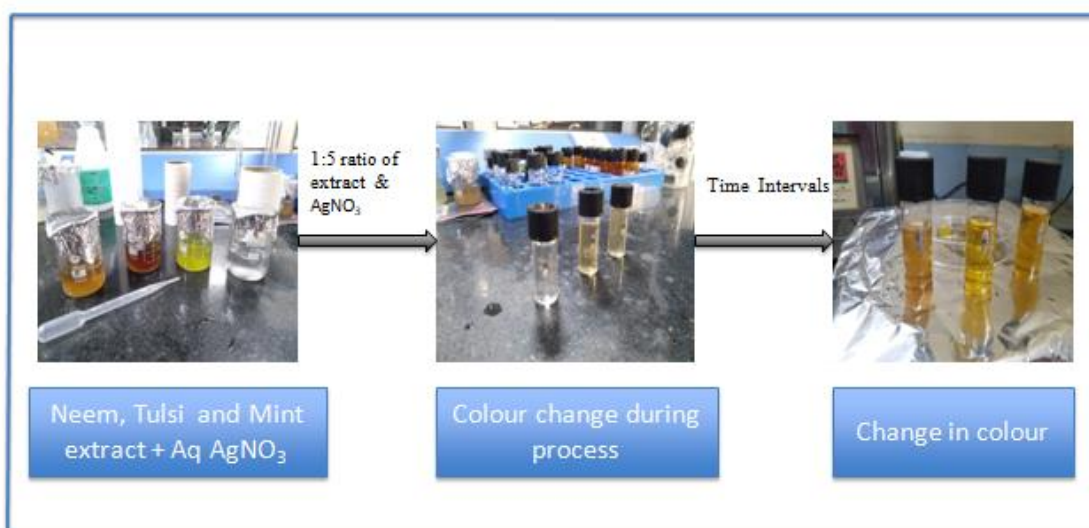 1:5 ratio of
extract &
AgNO₃
Time Intervals
Neem, Tulsi and Mint
extract + Aq AgNO₃
Colour change during
process
Change in colour